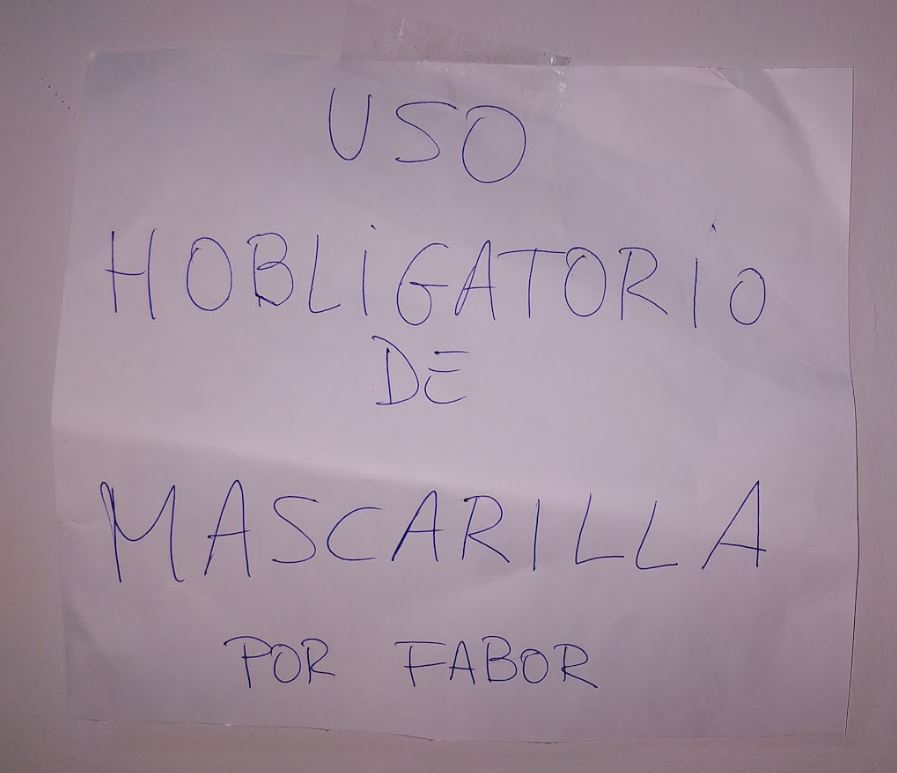 USO
HOBLiGATORiO
DE
MASCARILLA
POR FABOR